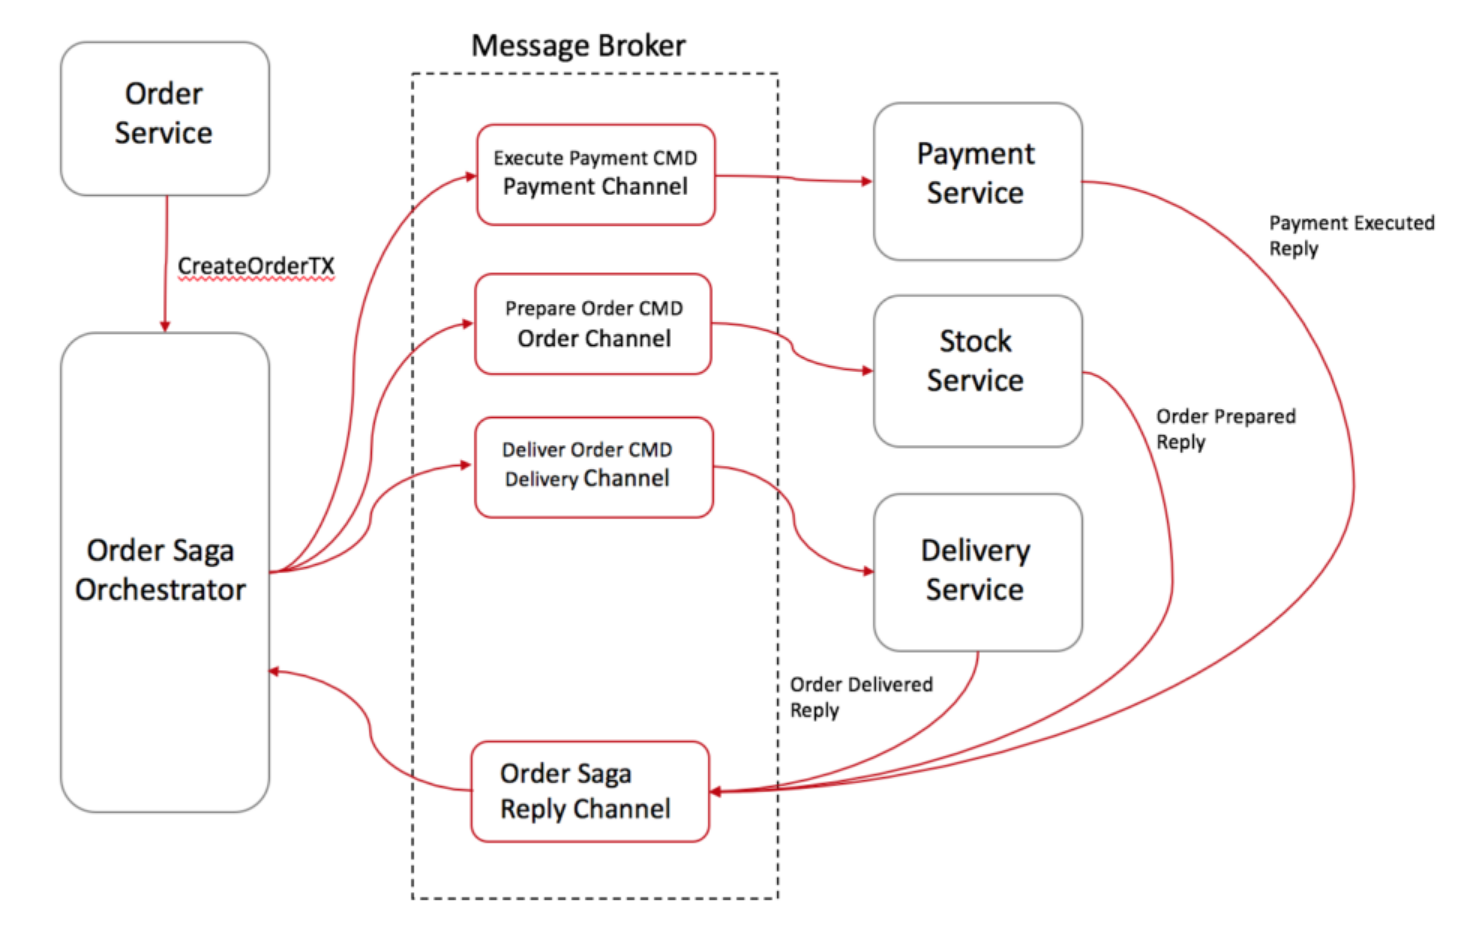 Message Broker
Order
Service
CreateOrderTX
Order Saga
Orchestrator
Execute Payment CMD
Payment Channel
Prepare Order CMD
Order Channel
Deliver Order CMD
Delivery Channel
Order Saga
Reply Channel
Payment
Service
Stock
Service
Delivery
Service
Payment Executed
Reply
Order Prepared
Reply
Order Delivered
Reply